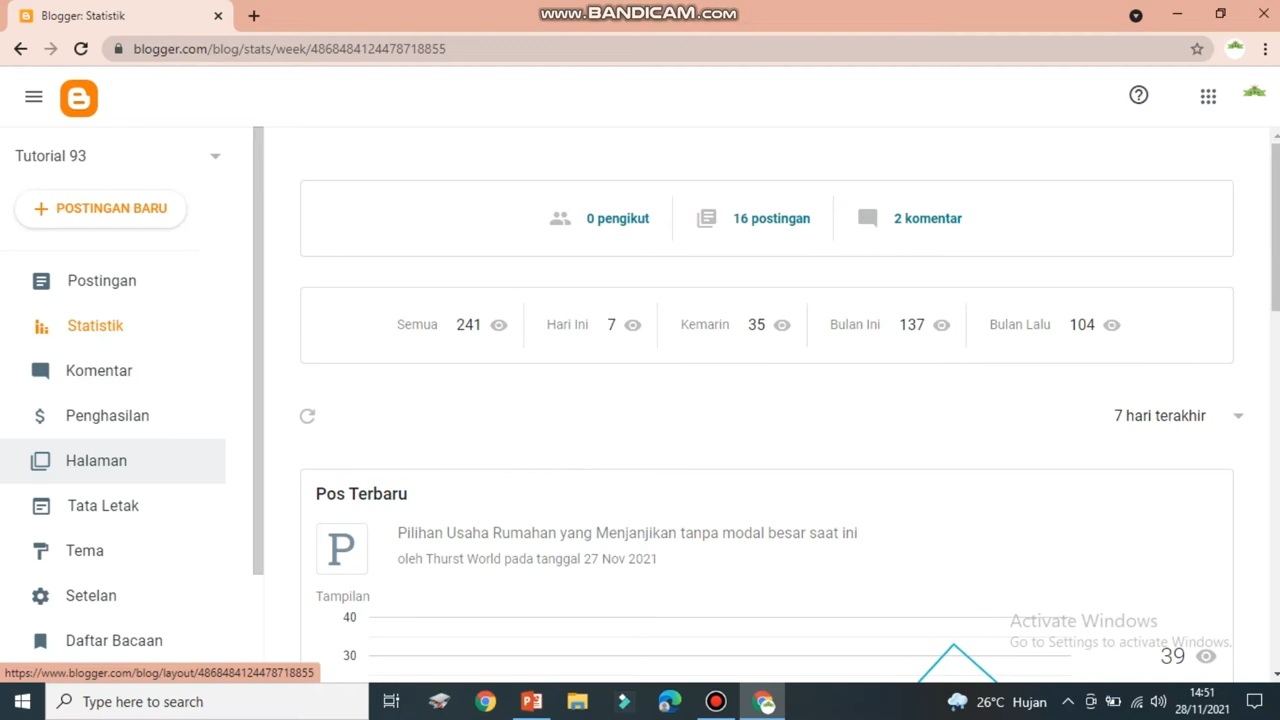 Blogger: Statistik
www.BANDICAM.com
blogger.com/blog/stats/week/4868484124478718855
Tutorial 93
POSTINGAN BARU
Postingan
Statistik
Komentar
Penghasilan
Halaman
Tata Letak
Tema
Setelan
Daftar Bacaan
https://www.blogger.com/blog/layout/4868484124478718855
0 pengikut 16 postingan 2 komentar
Semua 241 Hari Ini 7 Kemarin 35 Bulan Ini 137 Bulan Lalu 104
7 hari terakhir
Pos Terbaru
P
Pilihan Usaha Rumahan yang Menjanjikan tanpa modal besar saat ini
oleh Thurst World pada tanggal 27 Nov 2021
Tampilan
40
30
39
Activate Windows
Go to Settings to activate Windows.
Type here to search
26°C Hujan
14:51
28/11/2021